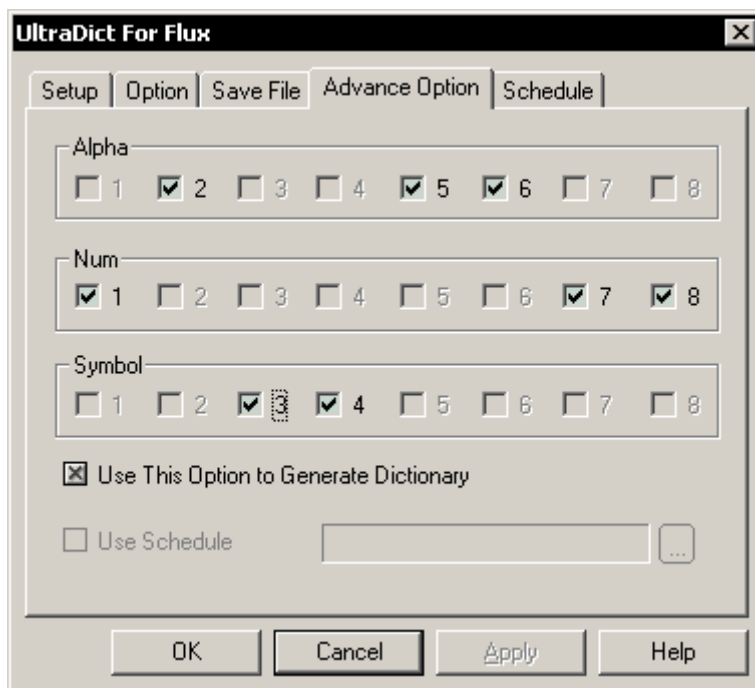 UltraDict For Flux
Setup Option Save File Advance Option Schedule
Alpha
1 2 3 4 5 6 7 8
Num
1 2 3 4 5 6 7 8
Symbol
1 2 3 4 5 6 7 8
Use This Option to Generate Dictionary
Use Schedule ...
OK Cancel Apply Help